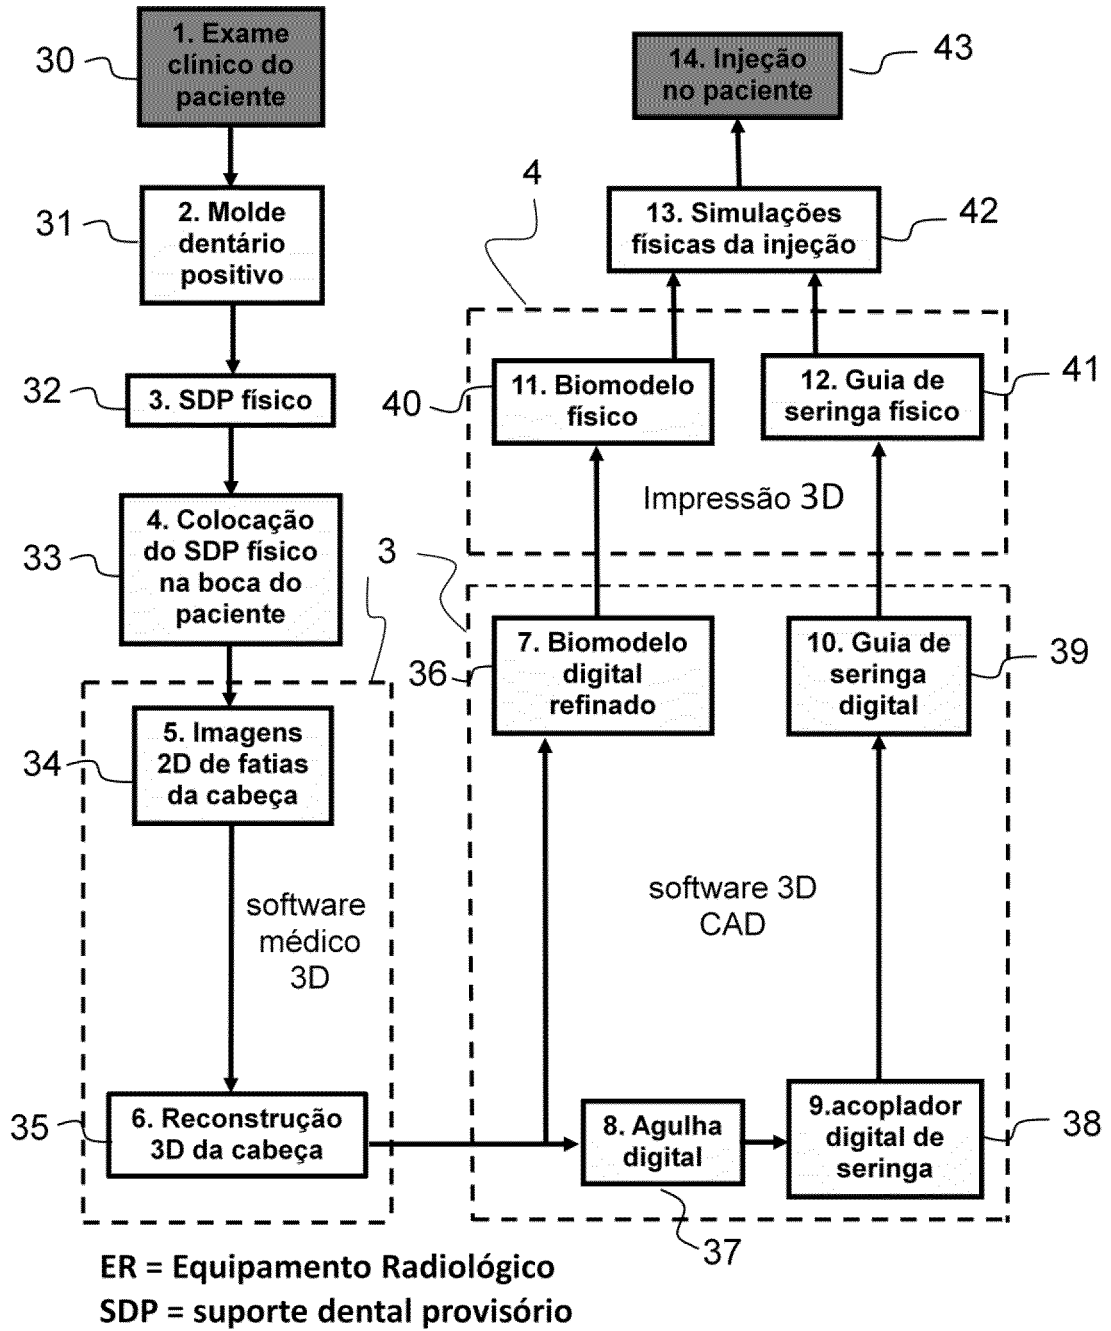 30
1. Exame
clínico do
paciente
31
2. Molde
dentário
positivo
32
3. SDP físico
33
4. Colocação
do SDP físico
na boca do
paciente
3
34
5. Imagens
2D de fatias
da cabeça
software
médico
3D
35
6. Reconstrução
3D da cabeça
14. Injeção
no paciente
43
4
13. Simulações
físicas da injeção
42
40
11. Biomodelo
físico
12. Guia de
seringa físico
41
Impressão 3D
36
7. Biomodelo
digital
refinado
10. Guia de
seringa
digital
39
software 3D
CAD
8. Agulha
digital
37
9.acoplador
digital de
seringa
38
ER = Equipamento Radiológico
SDP = suporte dental provisório